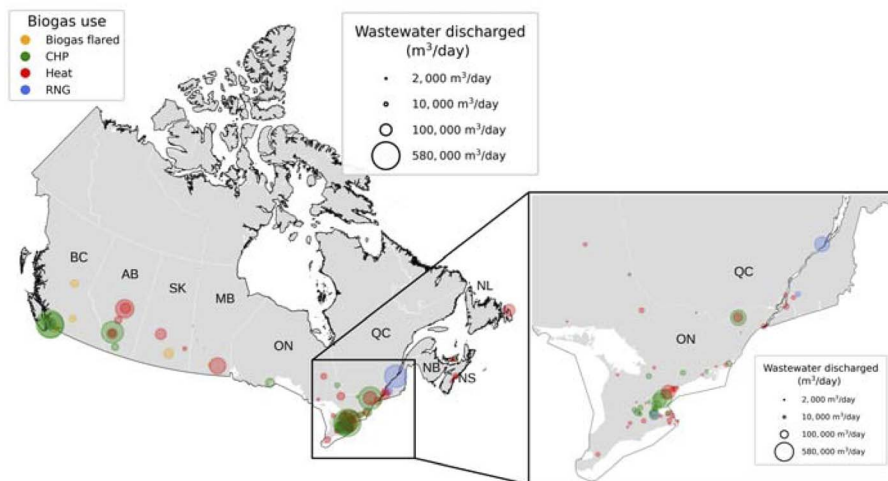 Biogas use
Biogas flared
CHP
Heat
RNG
Wastewater discharged
(m³/day)
2, 000 m³/day
10, 000 m³/day
100, 000 m³/day
580, 000 m³/day
BC
AB
SK
MB
ON
QC
NL
NB
NS
QC
ON
Wastewater discharged
(m³/day)
2, 000 m³/day
10, 000 m³/day
100, 000 m³/day
580, 000 m³/day